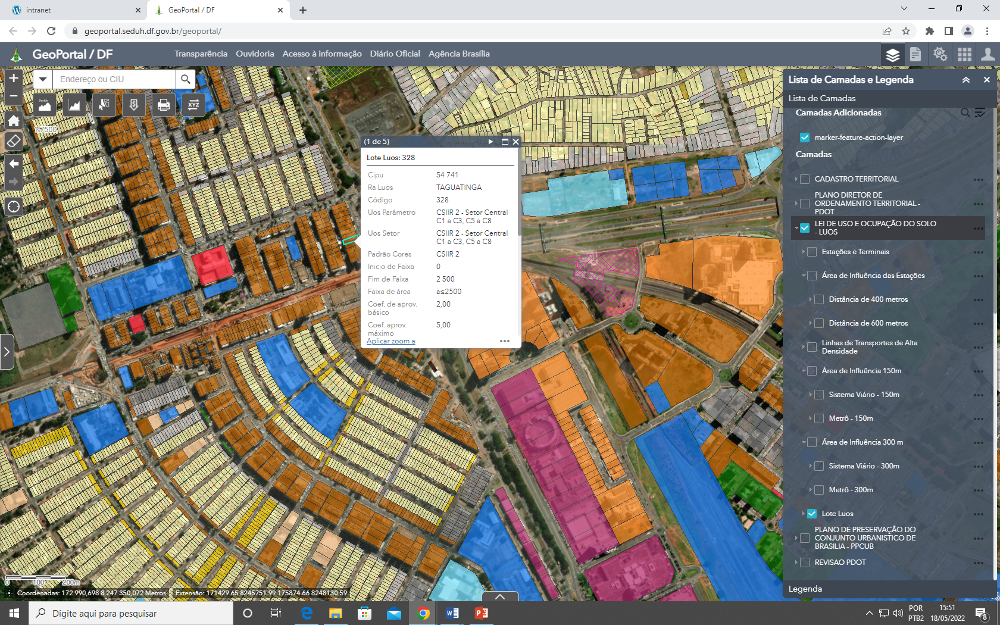 intranet
GeoPortal / DF
geoportal.seduh.df.gov.br/geoportal/
GeoPortal / DF
Transparência
Ouvidoria
Acesso à informação
Diário Oficial
Agência Brasília
Endereço ou CIU
Profile
XYZ
1:7500
(1 de 5)
Lote Luos: 328
Cipu 54 741
Ra Luos TAGUATINGA
Código 328
Uos Parâmetro CSIIR 2 - Setor Central
C1 a C3, C5 a C8
Uos Setor CSIIR 2 - Setor Central
C1 a C3, C5 a C8
Padrão Cores CSIIR 2
Inicio de Faixa 0
Fim de Faixa 2 500
Faixa de área a≤2500
Coef. de aprov. 2,00
básico
Coef. aprov. 5,00
máximo
Aplicar zoom a
Lista de Camadas e Legenda
Lista de Camadas
Camadas Adicionadas
marker-feature-action-layer
Camadas
CADASTRO TERRITORIAL
PLANO DIRETOR DE
ORDENAMENTO TERRITORIAL -
PDOT
LEI DE USO E OCUPAÇÃO DO SOLO
- LUOS
Estações e Terminais
Área de Influência das Estações
Distância de 400 metros
Distância de 600 metros
Linhas de Transportes de Alta
Densidade
Área de Influência 150m
Sistema Viário - 150m
Metrô - 150m
Área de Influência 300 m
Sistema Viário - 300m
Metrô - 300m
Lote Luos
PLANO DE PRESERVAÇÃO DO
CONJUNTO URBANISTICO DE
BRASILIA - PPCUB
REVISAO PDOT
Legenda
0 100 200m
Coordenadas: 172 990,698 8 247 350,072 Metros
Extensão: 171429.65 8245751.99 175874.66 8248130.59
Digite aqui para pesquisar
POR
PTB2
15:51
18/05/2022
8